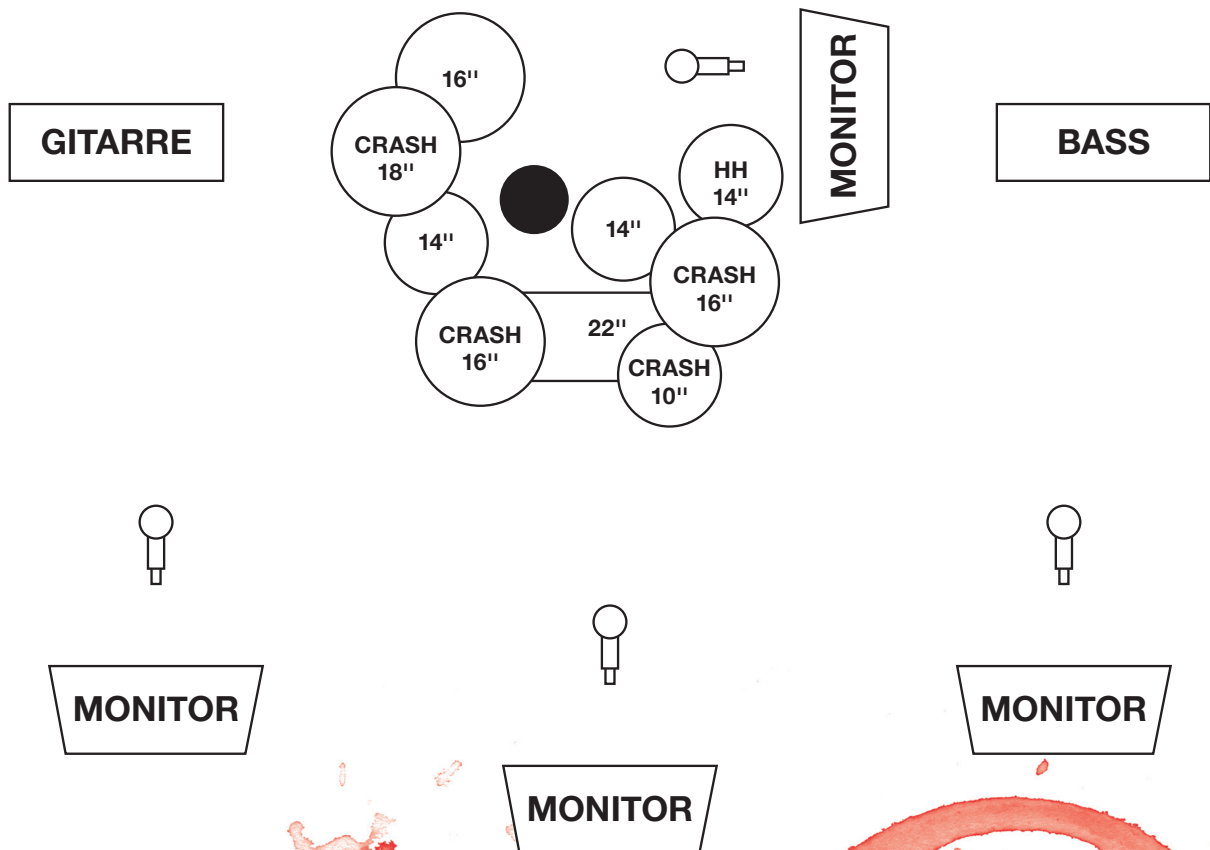 16"
MONITOR
GITARRE
CRASH
18"
HH
14"
BASS
14"
14"
CRASH
16"
22"
CRASH
16"
CRASH
10"
MONITOR
MONITOR
MONITOR